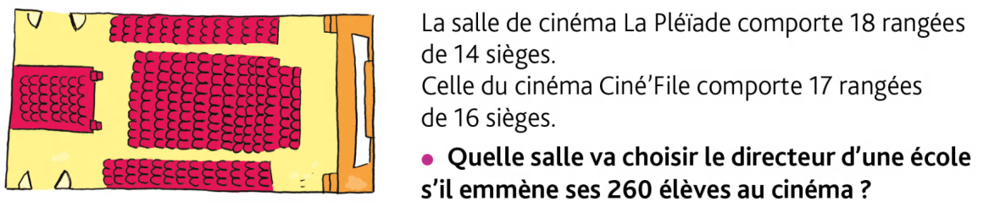 La salle de cinéma La Pléïade comporte 18 rangées
de 14 sièges.
Celle du cinéma Ciné’File comporte 17 rangées
de 16 sièges.
• Quelle salle va choisir le directeur d’une école
s’il emmène ses 260 élèves au cinéma ?